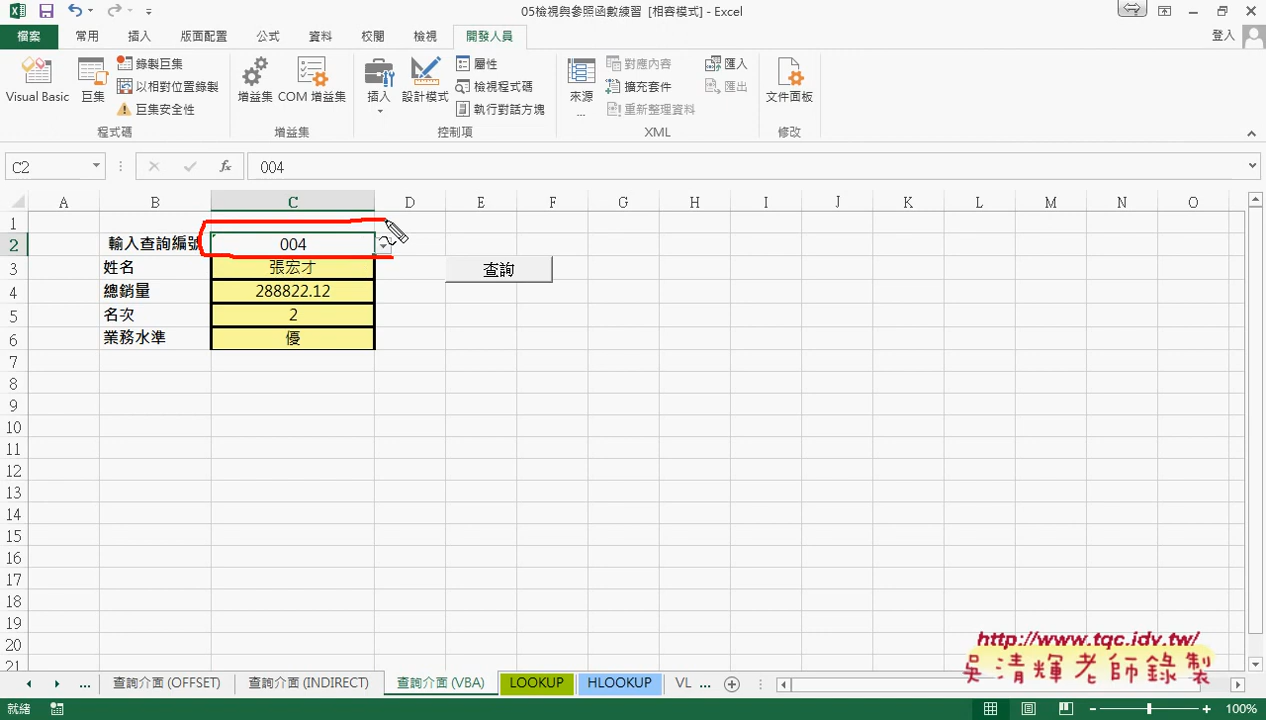 05檢視與參照函數練習 [相容模式] - Excel
檔案 常用 插入 版面配置 公式 資料 校閱 檢視 開發人員 登入
Visual Basic 巨集 錄製巨集 以相對位置錄製 巨集安全性 程式碼
增益集 COM 增益集 增益集
插入 設計模式 屬性 檢視程式碼 執行對話方塊 控制項
來源 ... 對應內容 擴充套件 重新整理資料 匯入 匯出 XML
文件面板 修改
C2 fx 004
A B C D E F G H I J K L M N O
1
2 輸入查詢編號 004
3 姓名 張宏才 查詢
4 總銷量 288822.12
5 名次 2
6 業務水準 優
7
8
9
10
11
12
13
14
15
16
17
18
19
20
21
http://www.tqc.idv.tw/
吳清輝老師錄製
... 查詢介面 (OFFSET) 查詢介面 (INDIRECT) 查詢介面 (VBA) LOOKUP HLOOKUP VL ...
就緒 100%